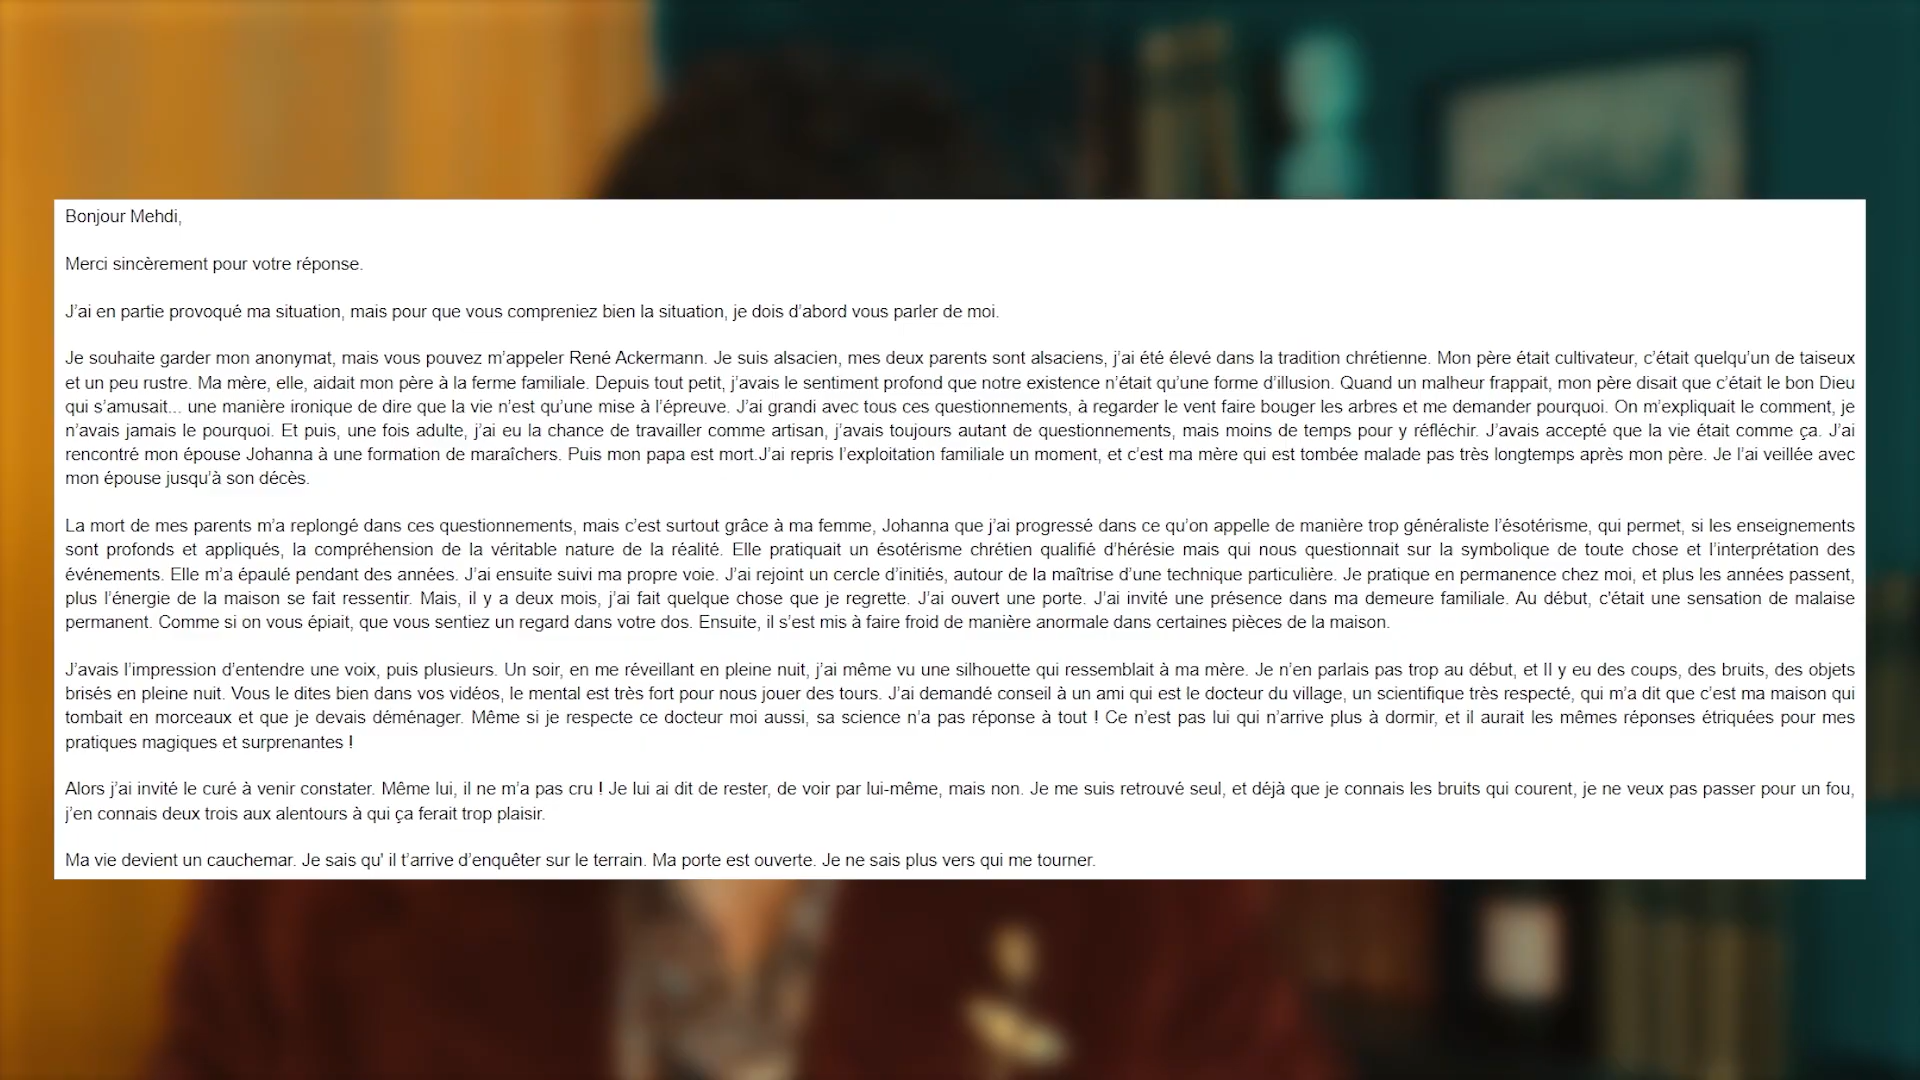 Bonjour Mehdi,
Merci sincèrement pour votre réponse.
J’ai en partie provoqué ma situation, mais pour que vous compreniez bien la situation, je dois d’abord vous parler de moi.
Je souhaite garder mon anonymat, mais vous pouvez m’appeler René Ackermann. Je suis alsacien, mes deux parents sont alsaciens, j’ai été élevé dans la tradition chrétienne. Mon père était cultivateur, c’était quelqu’un de taiseux
et un peu rustre. Ma mère, elle, aidait mon père à la ferme familiale. Depuis tout petit, j’avais le sentiment profond que notre existence n’était qu’une forme d’illusion. Quand un malheur frappait, mon père disait que c’était le bon Dieu
qui s’amusait... une manière ironique de dire que la vie n’est qu’une mise à l’épreuve. J’ai grandi avec tous ces questionnements, à regarder le vent faire bouger les arbres et me demander pourquoi. On m’expliquait le comment, je
n’avais jamais le pourquoi. Et puis, une fois adulte, j’ai eu la chance de travailler comme artisan, j’avais toujours autant de questionnements, mais moins de temps pour y réfléchir. J’avais accepté que la vie était comme ça. J’ai
rencontré mon épouse Johanna à une formation de maraîchers. Puis mon papa est mort.J’ai repris l’exploitation familiale un moment, et c’est ma mère qui est tombée malade pas très longtemps après mon père. Je l’ai veillée avec
mon épouse jusqu’à son décès.
La mort de mes parents m’a replongé dans ces questionnements, mais c’est surtout grâce à ma femme, Johanna que j’ai progressé dans ce qu’on appelle de manière trop généraliste l’ésotérisme, qui permet, si les enseignements
sont profonds et appliqués, la compréhension de la véritable nature de la réalité. Elle pratiquait un ésotérisme chrétien qualifié d’hérésie mais qui nous questionnait sur la symbolique de toute chose et l’interprétation des
événements. Elle m’a épaulé pendant des années. J’ai ensuite suivi ma propre voie. J’ai rejoint un cercle d’initiés, autour de la maîtrise d’une technique particulière. Je pratique en permanence chez moi, et plus les années passent,
plus l’énergie de la maison se fait ressentir. Mais, il y a deux mois, j’ai fait quelque chose que je regrette. J’ai ouvert une porte. J’ai invité une présence dans ma demeure familiale. Au début, c'était une sensation de malaise
permanent. Comme si on vous épiait, que vous sentiez un regard dans votre dos. Ensuite, il s’est mis à faire froid de manière anormale dans certaines pièces de la maison.
J’avais l’impression d’entendre une voix, puis plusieurs. Un soir, en me réveillant en pleine nuit, j’ai même vu une silhouette qui ressemblait à ma mère. Je n’en parlais pas trop au début, et Il y eu des coups, des bruits, des objets
brisés en pleine nuit. Vous le dites bien dans vos vidéos, le mental est très fort pour nous jouer des tours. J’ai demandé conseil à un ami qui est le docteur du village, un scientifique très respecté, qui m’a dit que c’est ma maison qui
tombait en morceaux et que je devais déménager. Même si je respecte ce docteur moi aussi, sa science n’a pas réponse à tout ! Ce n’est pas lui qui n’arrive plus à dormir, et il aurait les mêmes réponses étriquées pour mes
pratiques magiques et surprenantes !
Alors j’ai invité le curé à venir constater. Même lui, il ne m’a pas cru ! Je lui ai dit de rester, de voir par lui-même, mais non. Je me suis retrouvé seul, et déjà que je connais les bruits qui courent, je ne veux pas passer pour un fou,
j’en connais deux trois aux alentours à qui ça ferait trop plaisir.
Ma vie devient un cauchemar. Je sais qu' il t’arrive d’enquêter sur le terrain. Ma porte est ouverte. Je ne sais plus vers qui me tourner.